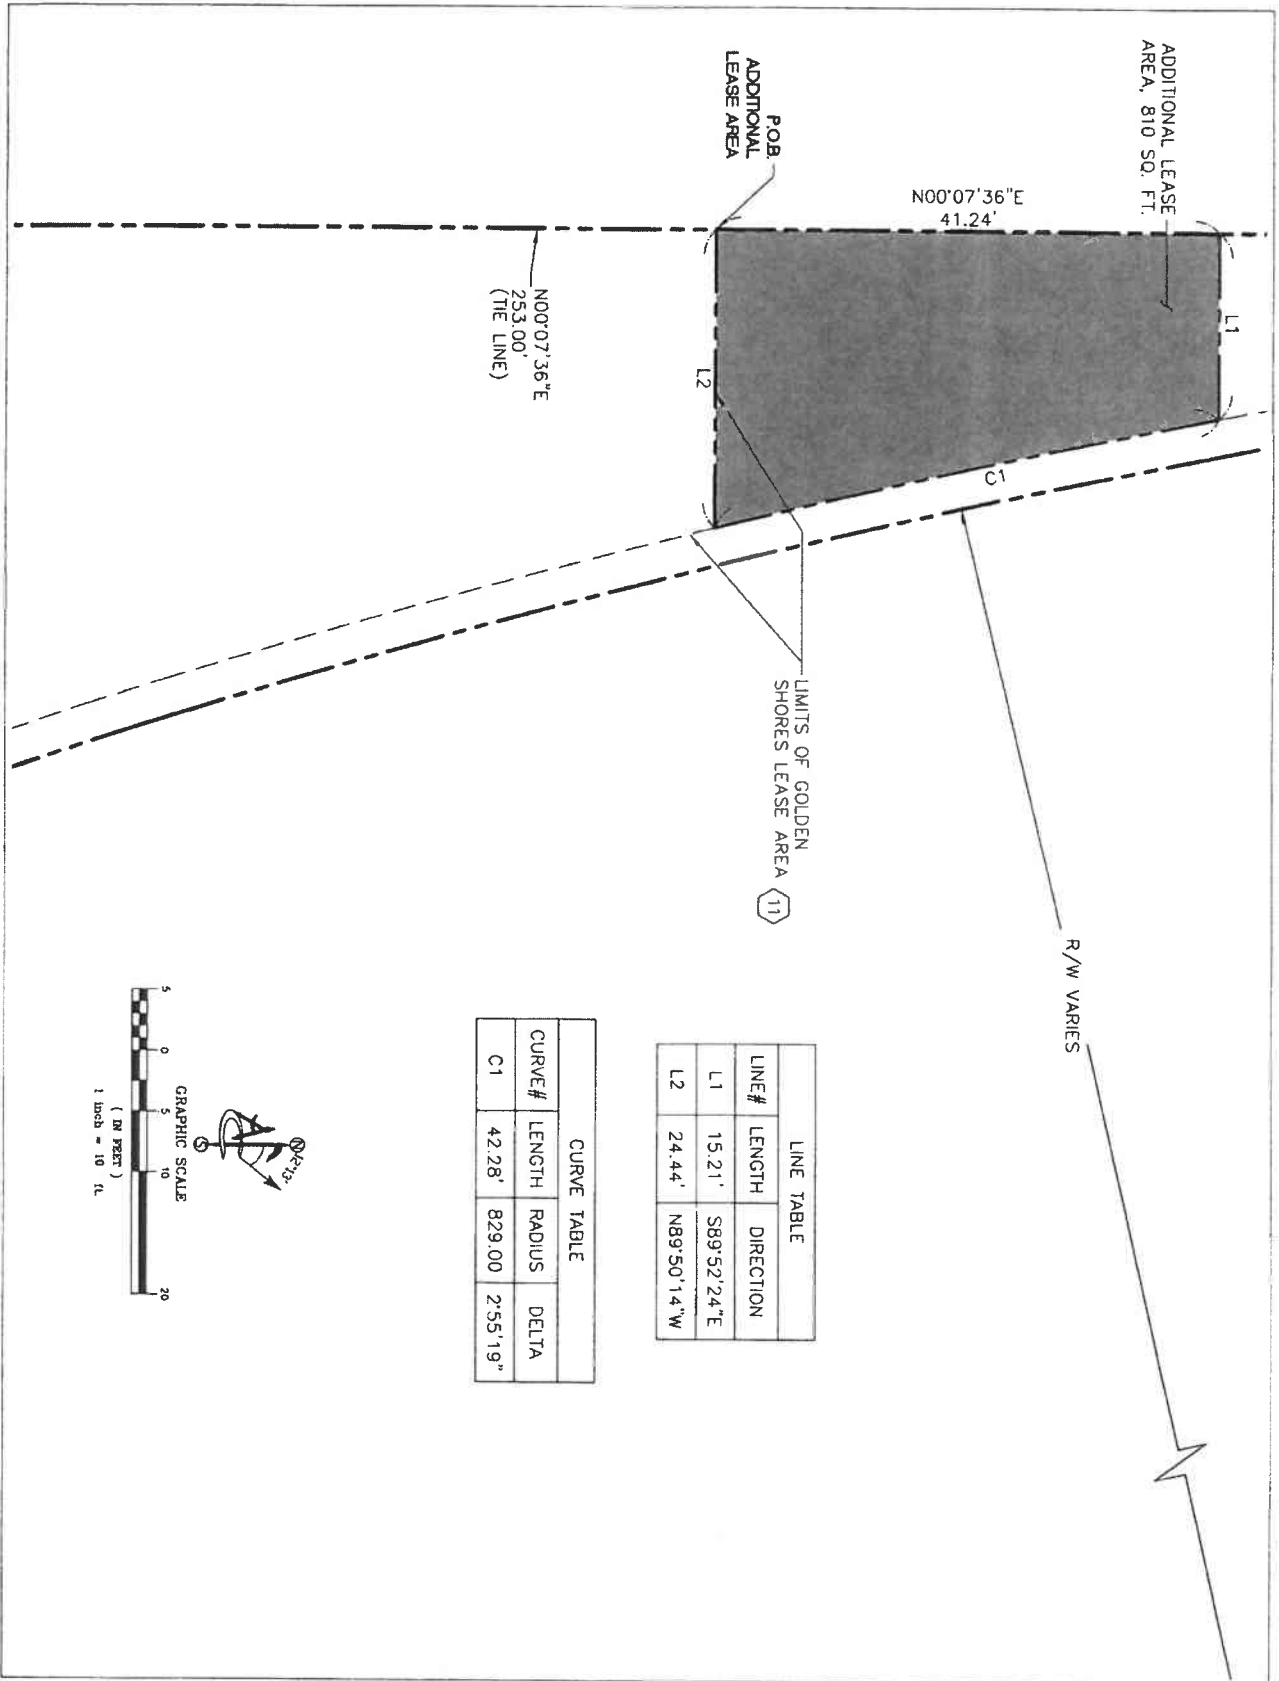 ADDITIONAL LEASE
AREA, 810 SQ. FT.
N00°07'36"E
41.24'
L1
P.O.B.
ADDITIONAL
LEASE AREA
L2
C1
N00°07'36"E
253.00'
(TIE LINE)
LIMITS OF GOLDEN
SHORES LEASE AREA
11
R/W VARIES
LINE TABLE
LINE# LENGTH DIRECTION
L1 15.21' S89°52'24"E
L2 24.44' N89°50'14"W
CURVE TABLE
CURVE# LENGTH RADIUS DELTA
C1 42.28' 829.00 2°55'19"
N
S
GRAPHIC SCALE
5 0 5 10 20
( IN FEET )
1 inch = 10 ft.